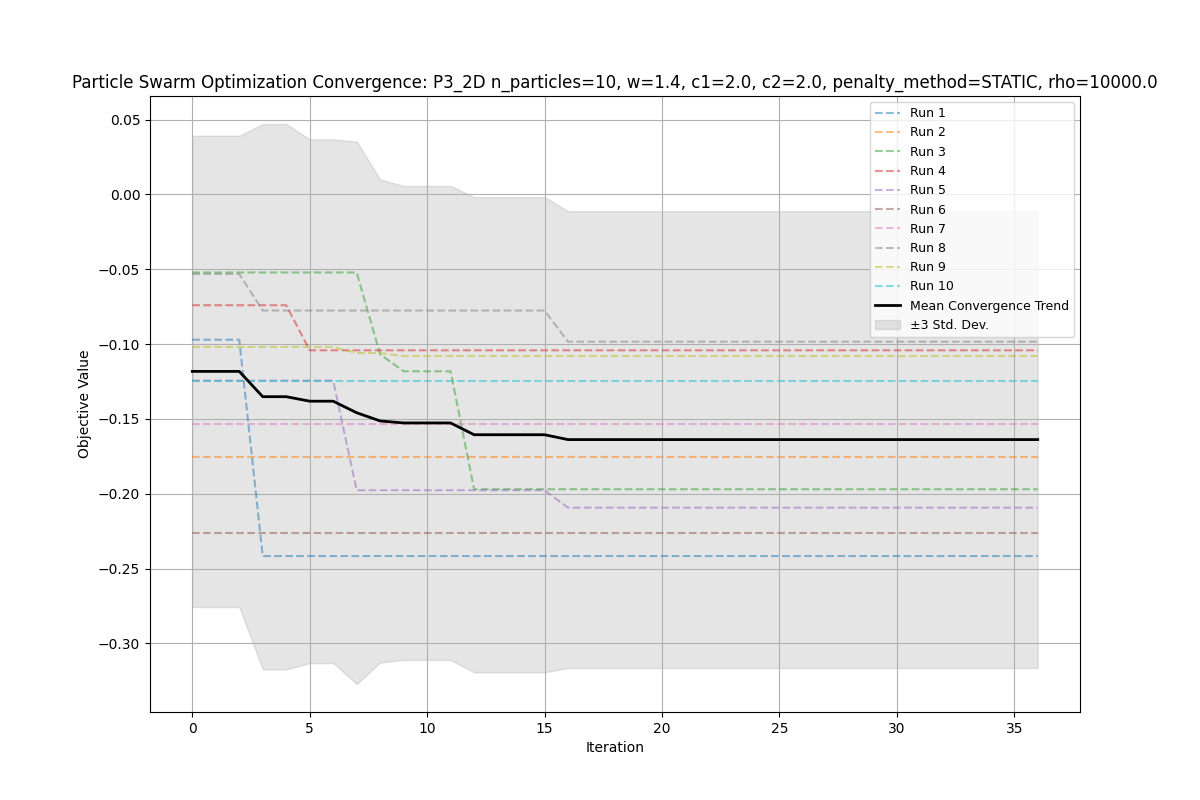 Particle Swarm Optimization Convergence: P3_2D n_particles=10, w=1.4, c1=2.0, c2=2.0, penalty_method=STATIC, rho=10000.0
Objective Value
0.05
0.00
−0.05
−0.10
−0.15
−0.20
−0.25
−0.30
Run 1
Run 2
Run 3
Run 4
Run 5
Run 6
Run 7
Run 8
Run 9
Run 10
Mean Convergence Trend
±3 Std. Dev.
0 5 10 15 20 25 30 35
Iteration